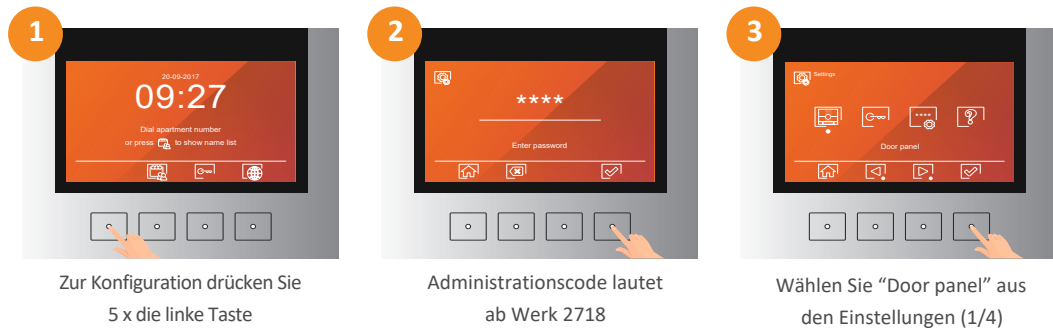 1
20-09-2017
09:27
Dial apartment number
or press to show name list
Zur Konfiguration drücken Sie
5 x die linke Taste
2
****
Enter password
Administrationscode lautet
ab Werk 2718
3
Settings
****
?
Door panel
Wählen Sie “Door panel” aus
den Einstellungen (1/4)